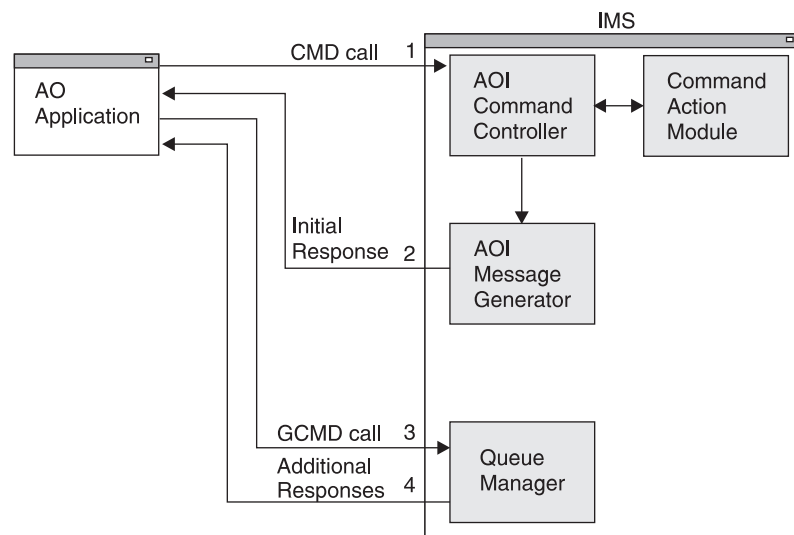 IMS
CMD call 1
AO
Application
AOI
Command
Controller
Command
Action
Module
Initial
Response 2
AOI
Message
Generator
GCMD call 3
Additional
Responses 4
Queue
Manager